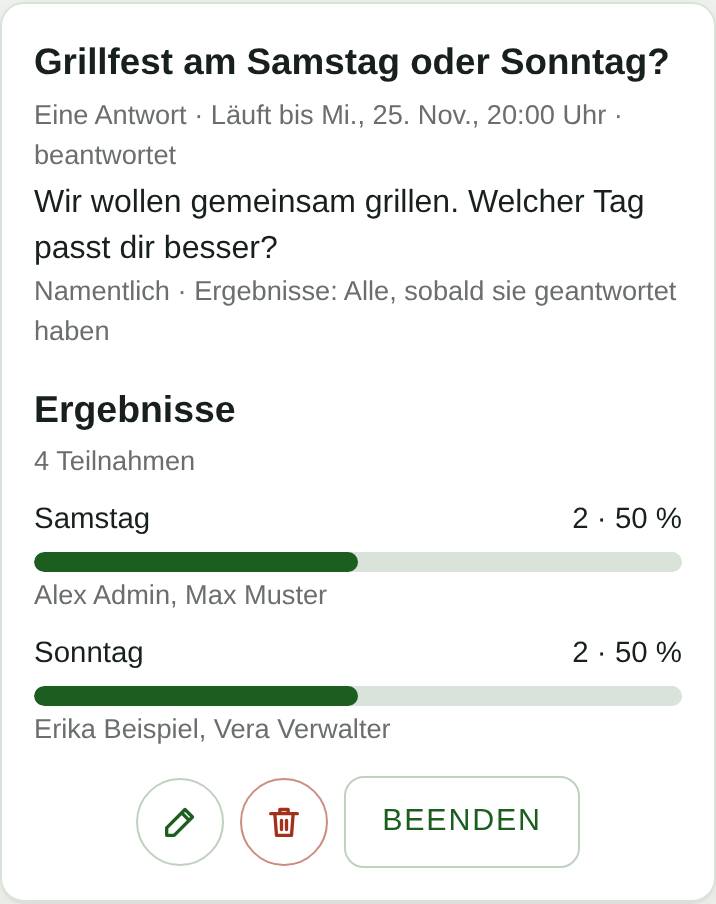 Grillfest am Samstag oder Sonntag?
Eine Antwort · Läuft bis Mi., 25. Nov., 20:00 Uhr ·
beantwortet
Wir wollen gemeinsam grillen. Welcher Tag
passt dir besser?
Namentlich · Ergebnisse: Alle, sobald sie geantwortet
haben
Ergebnisse
4 Teilnahmen
Samstag 2 · 50 %
Alex Admin, Max Muster
Sonntag 2 · 50 %
Erika Beispiel, Vera Verwalter
BEENDEN